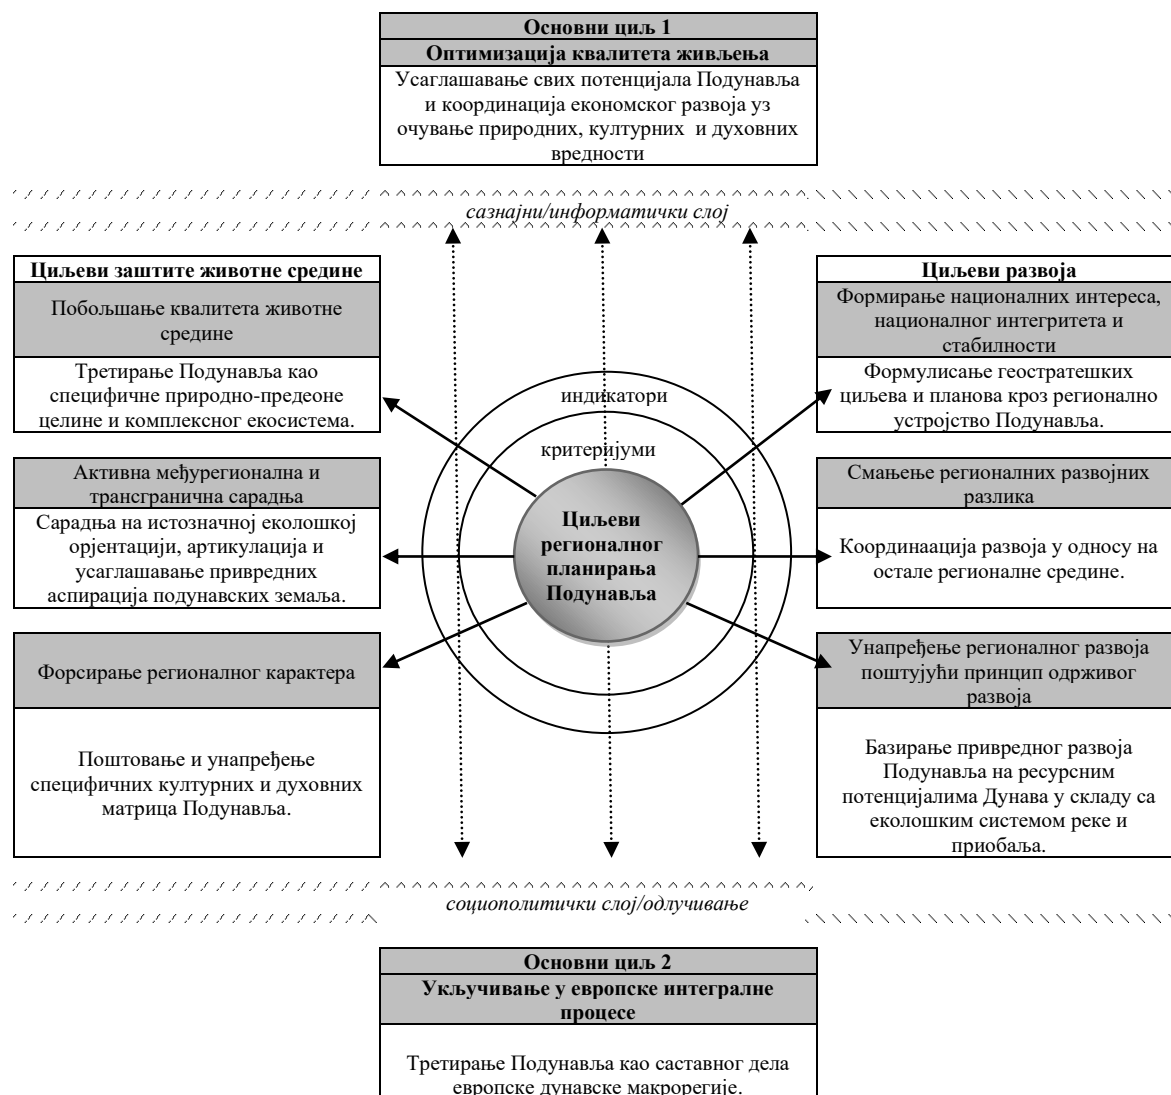 Основни циљ 1
Оптимизација квалитета живљења
Усаглашавање свих потенцијала Подунавља
и координација економског развоја уз
очување природних, културних и духовних
вредности
сазнајни/информатички слој
Циљеви заштите животне средине
Побољшање квалитета животне
средине
Третирање Подунавља као
специфичне природно-предеоне
целине и комплексног екосистема.
Активна међурегионална и
трансгранична сарадња
Сарадња на истозначној еколошкој
орјентацији, артикулација и
усаглашавање привредних
аспирација подунавских земаља.
Форсирање регионалног карактера
Поштовање и унапређење
специфичних културних и духовних
матрица Подунавља.
индикатори
критеријуми
Циљеви
регионалног
планирања
Подунавља
Циљеви развоја
Формирање националних интереса,
националног интегритета и
стабилности
Формулисање геостратешких
циљева и планова кроз регионално
устројство Подунавља.
Смањење регионалних развојних
разлика
Координаација развоја у односу на
остале регионалне средине.
Унапређење регионалног развоја
поштујући принцип одрживог
развоја
Базирање привредног развоја
Подунавља на ресурсним
потенцијалима Дунава у складу са
еколошким системом реке и
приобаља.
социополитички слој/одлучивање
Основни циљ 2
Укључивање у европске интегралне
процесе
Третирање Подунавља као саставног дела
европске дунавске макрорегије.